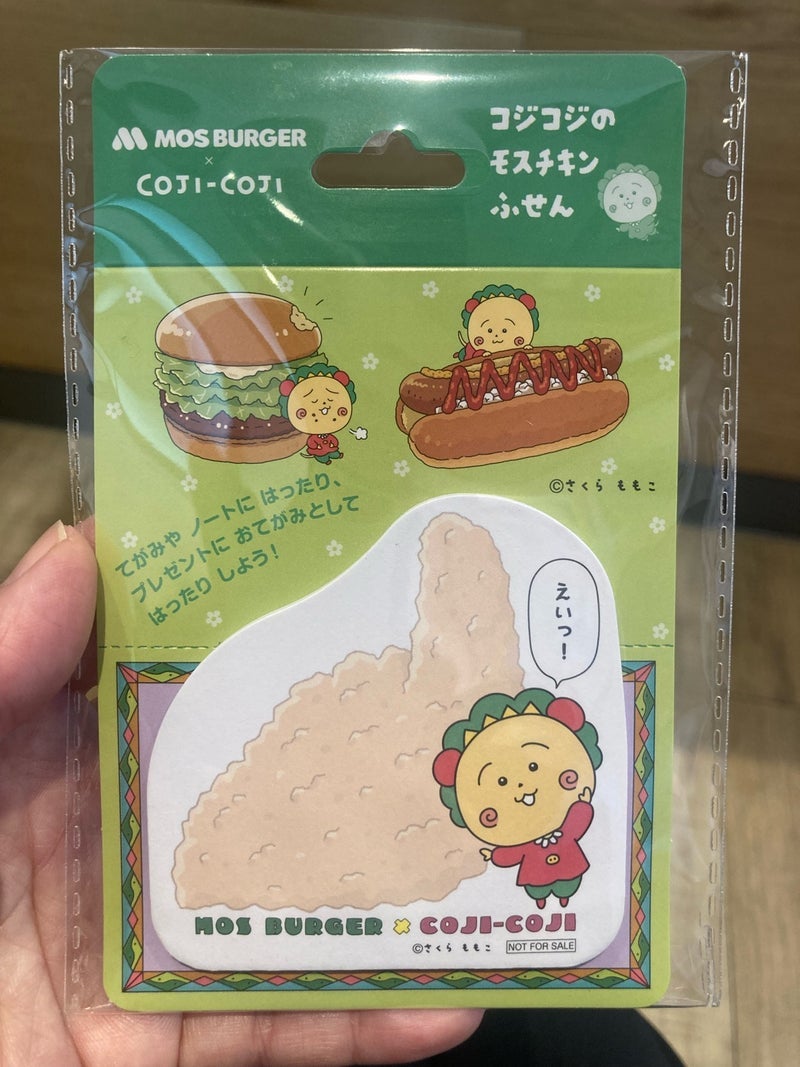 MOS BURGER
×
COJI-COJI
コジコジの
モスチキン
ふせん
©さくら ももこ
てがみや ノートに はったり、
プレゼントに おてがみとして
はったり しよう!
えいっ!
MOS BURGER × COJI-COJI
©さくら ももこ NOT FOR SALE